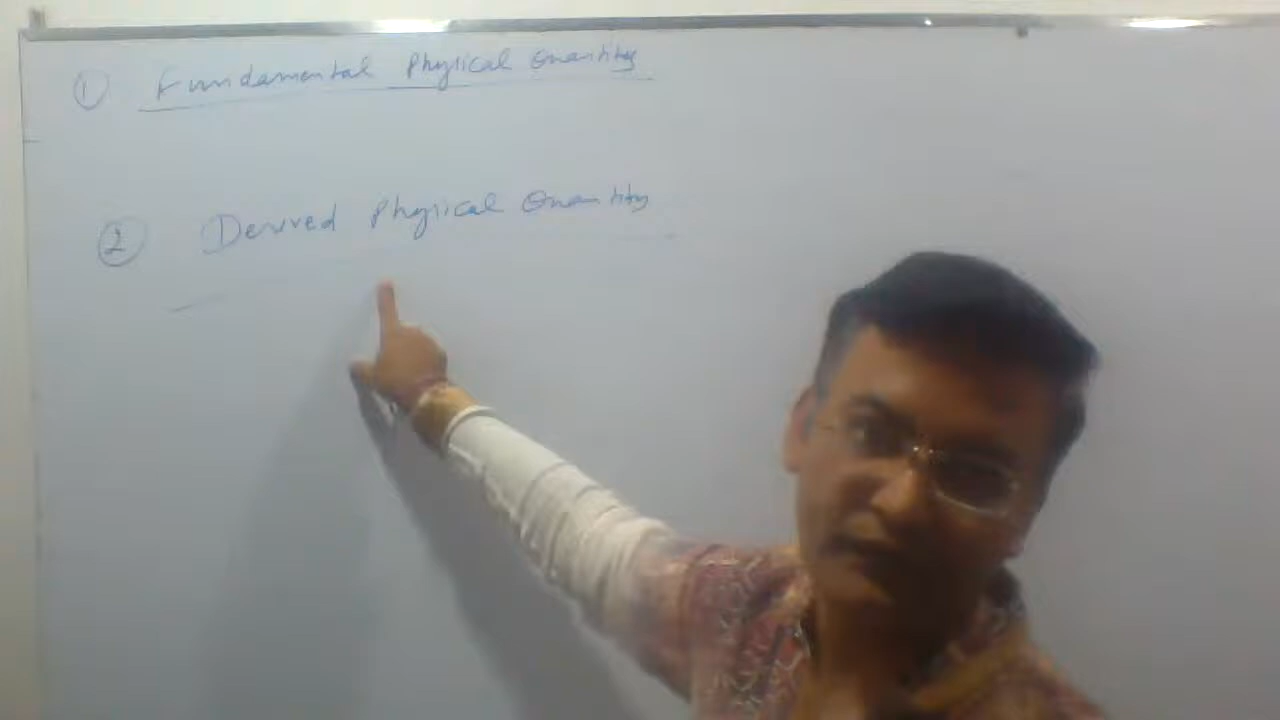 ① Fundamental Physical Quantity
② Derived Physical Quantity